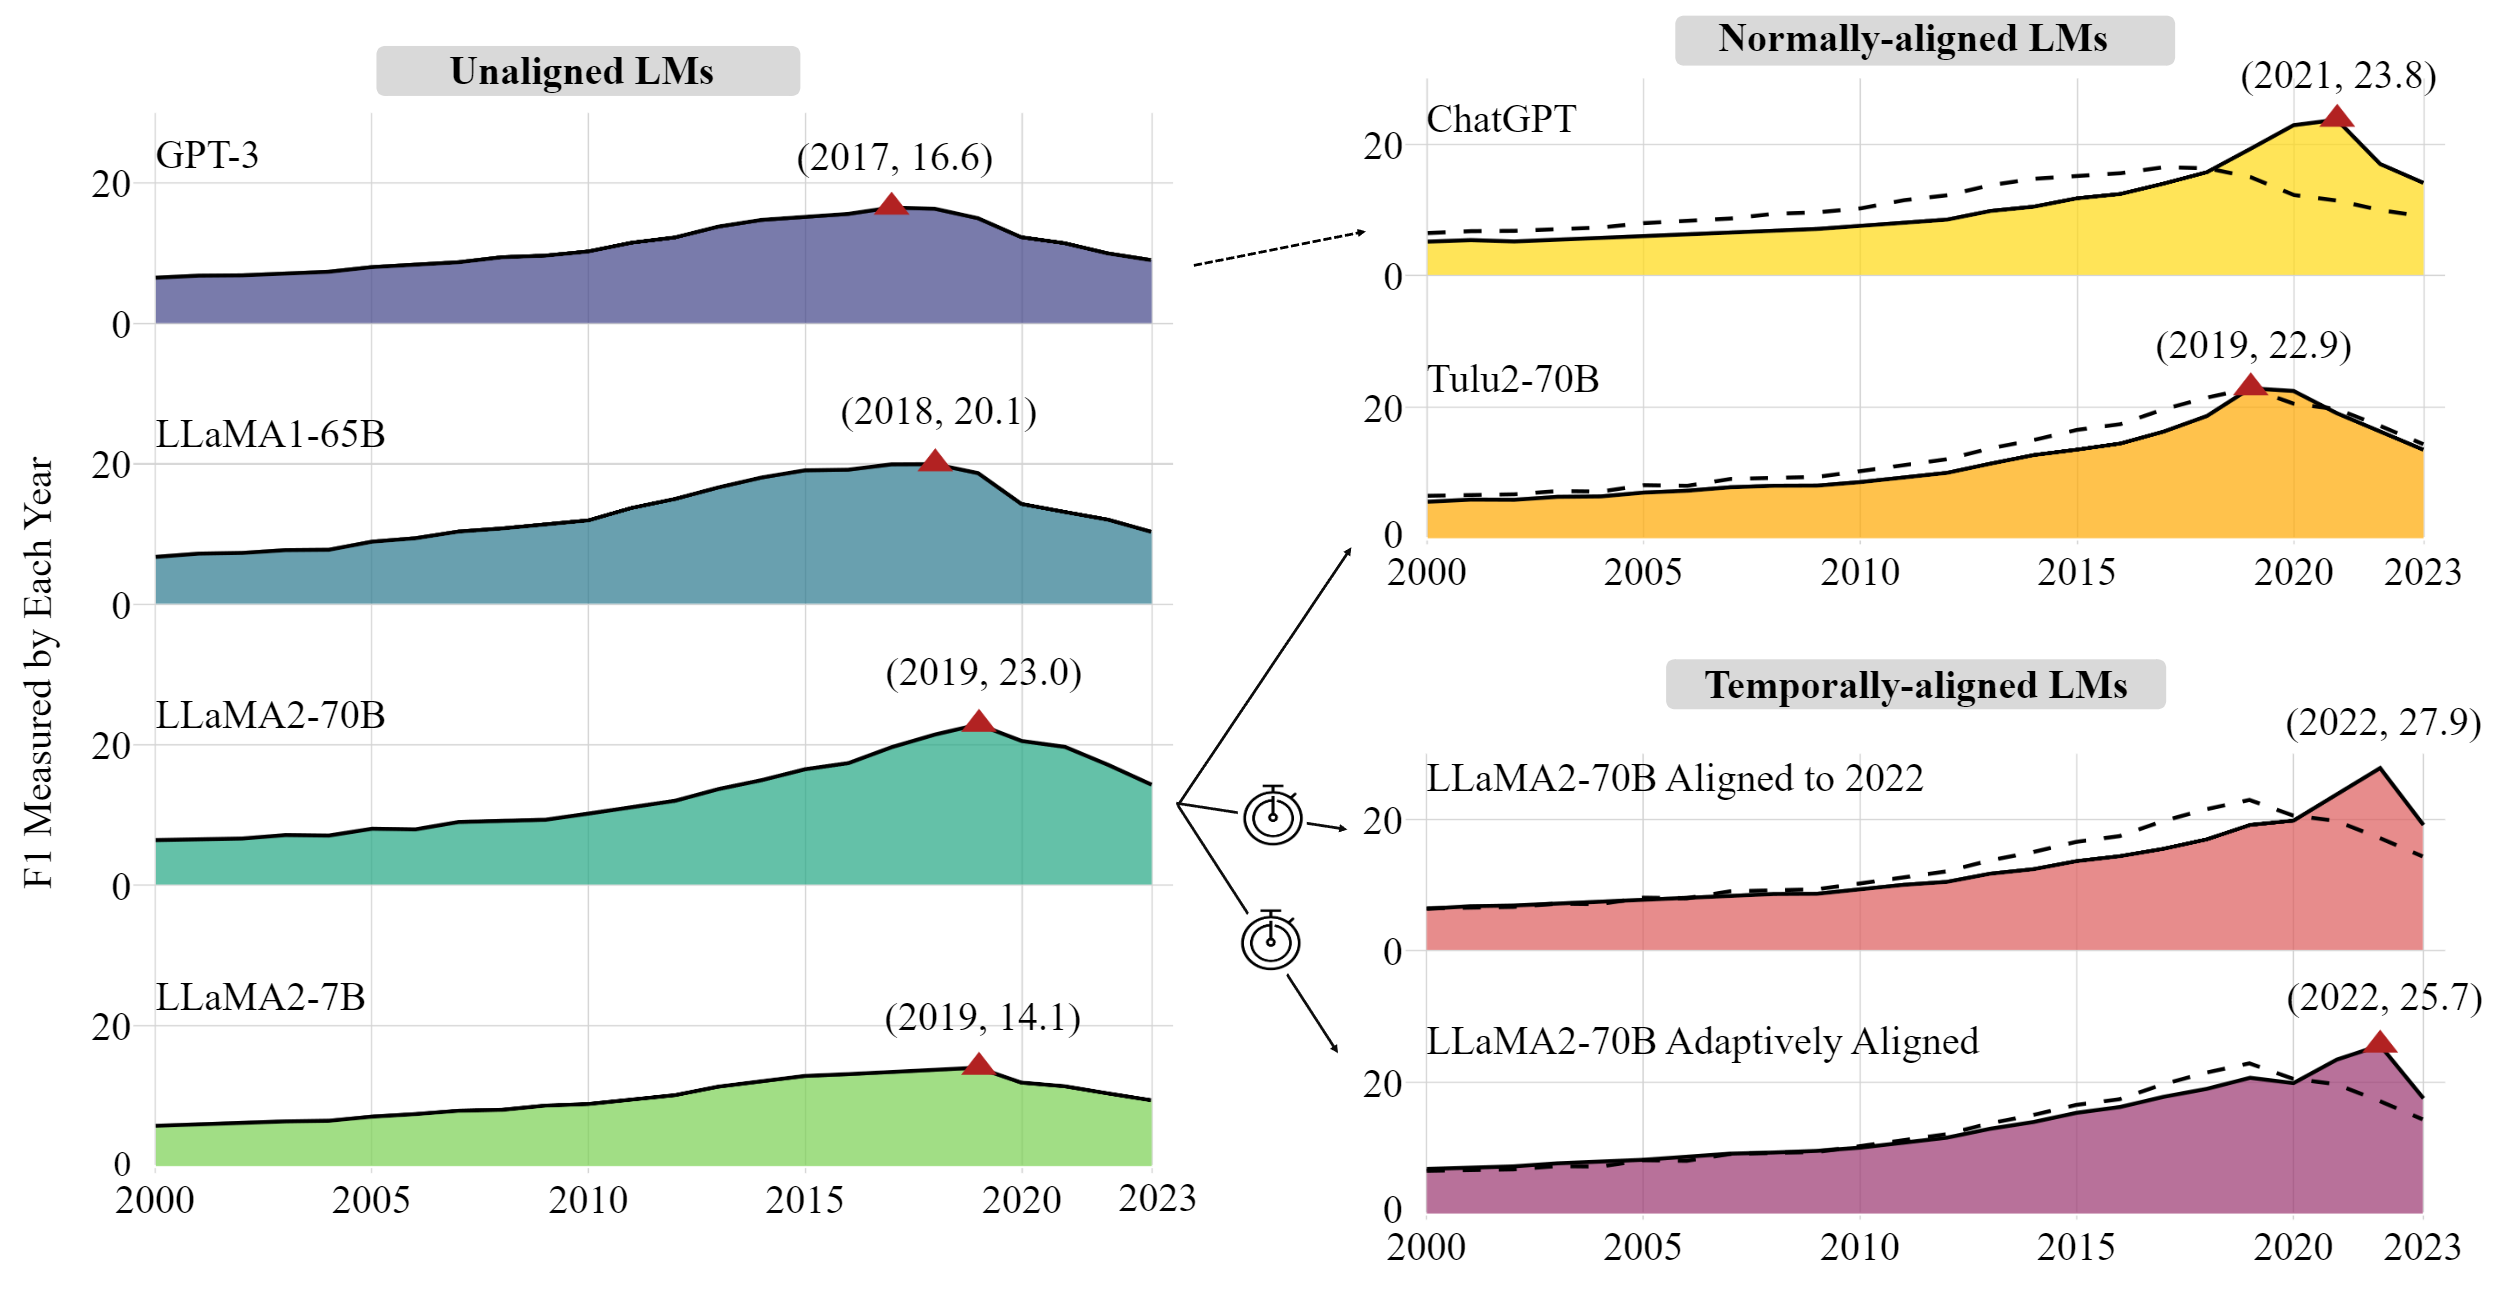 Unaligned LMs
F1 Measured by Each Year
GPT-3
(2017, 16.6)
20
0
LLaMA1-65B
(2018, 20.1)
20
0
LLaMA2-70B
(2019, 23.0)
20
0
LLaMA2-7B
(2019, 14.1)
20
0
2000 2005 2010 2015 2020 2023
Normally-aligned LMs
(2021, 23.8)
ChatGPT
20
0
(2019, 22.9)
Tulu2-70B
20
0
2000 2005 2010 2015 2020 2023
Temporally-aligned LMs
(2022, 27.9)
LLaMA2-70B Aligned to 2022
20
0
(2022, 25.7)
LLaMA2-70B Adaptively Aligned
20
0
2000 2005 2010 2015 2020 2023